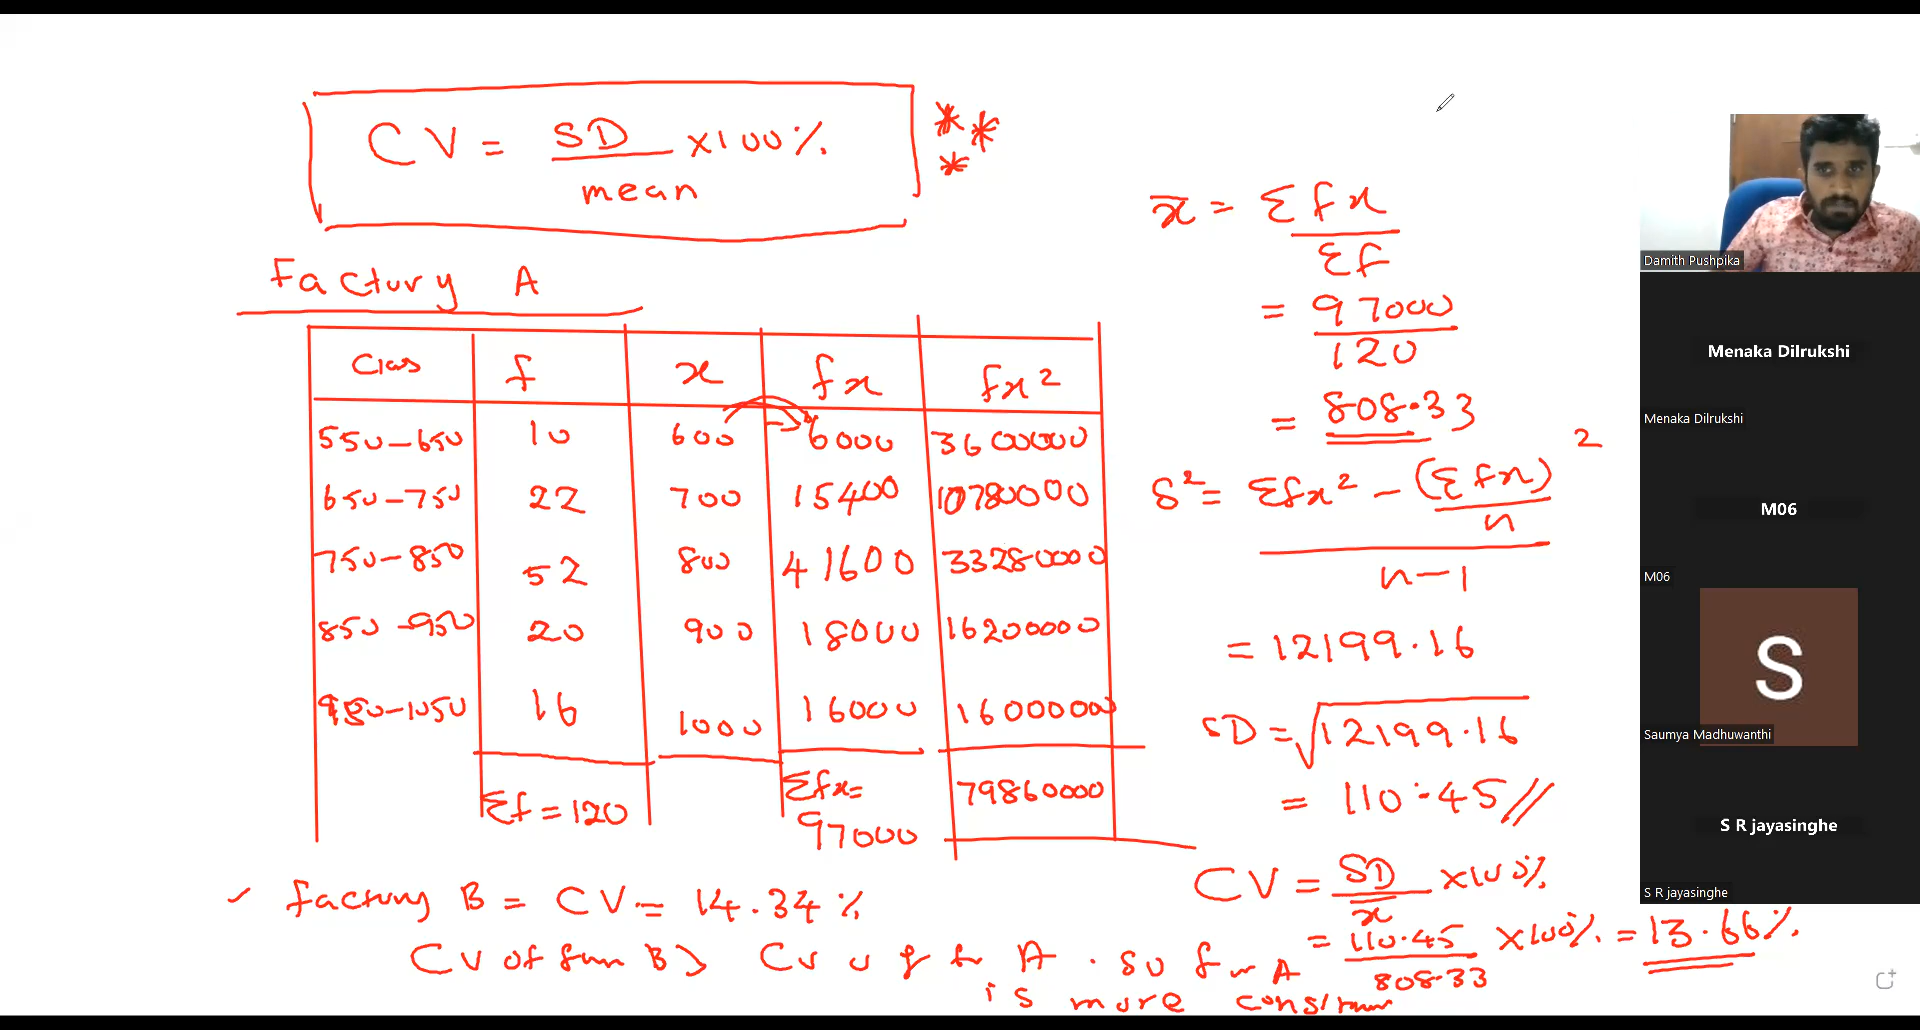 CV = SD/mean ×100%
***
Factory A
Class f x fx fx²
550-650 10 600 6000 3600000
650-750 22 700 15400 10780000
750-850 52 800 41600 33280000
850-950 20 900 18000 16200000
950-1050 16 1000 16000 16000000
Σf = 120 Σfx= 97000 79860000
factory B = CV = 14.34%
CV of B > CV A . so A
is more
x̄ = Σfx/Σf
= 97000/120
= 808.33
S² = (Σfx² - (Σfx)²/n)/(n-1)
= 12199.16
SD = √12199.16
= 110.45//
CV = SD/x̄ ×100%
= 110.45/808.33 ×100% = 13.66%
Damith Pushpika
Menaka Dilrukshi
Menaka Dilrukshi
M06
M06
S
Saumya Madhuwanthi
S R jayasinghe
S R jayasinghe